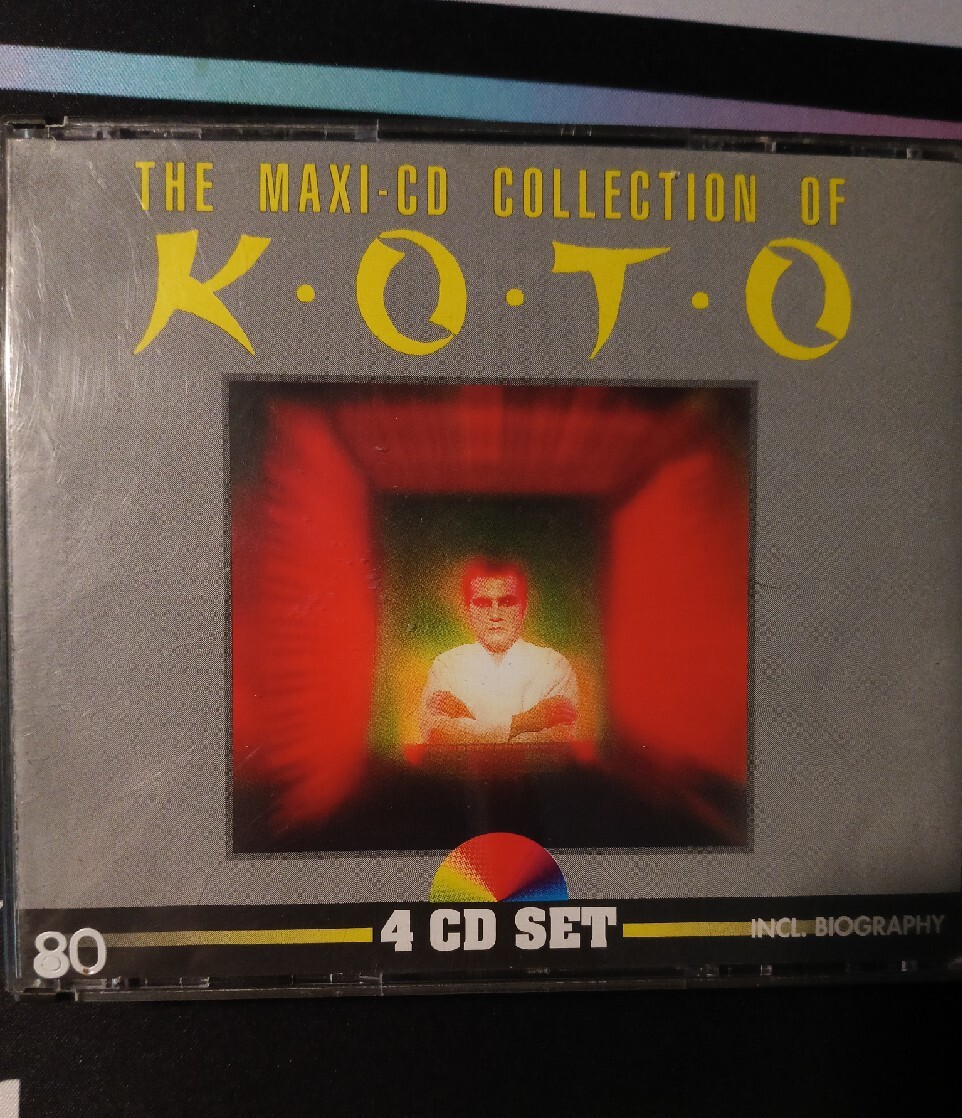 THE MAXI-CD COLLECTION OF
K·O·T·O
4 CD SET
INCL. BIOGRAPHY
80